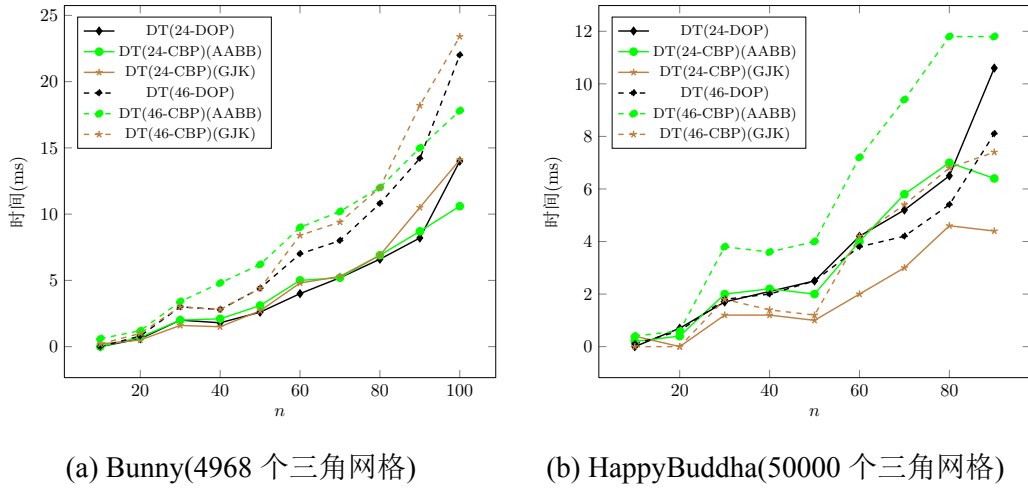 25
20
15
10
5
0
时间(ms)
DT(24-DOP)
DT(24-CBP)(AABB)
DT(24-CBP)(GJK)
DT(46-DOP)
DT(46-CBP)(AABB)
DT(46-CBP)(GJK)
20 40 60 80 100
n
(a) Bunny(4968 个三角网格)
12
10
8
6
4
2
0
时间(ms)
DT(24-DOP)
DT(24-CBP)(AABB)
DT(24-CBP)(GJK)
DT(46-DOP)
DT(46-CBP)(AABB)
DT(46-CBP)(GJK)
20 40 60 80
n
(b) HappyBuddha(50000 个三角网格)